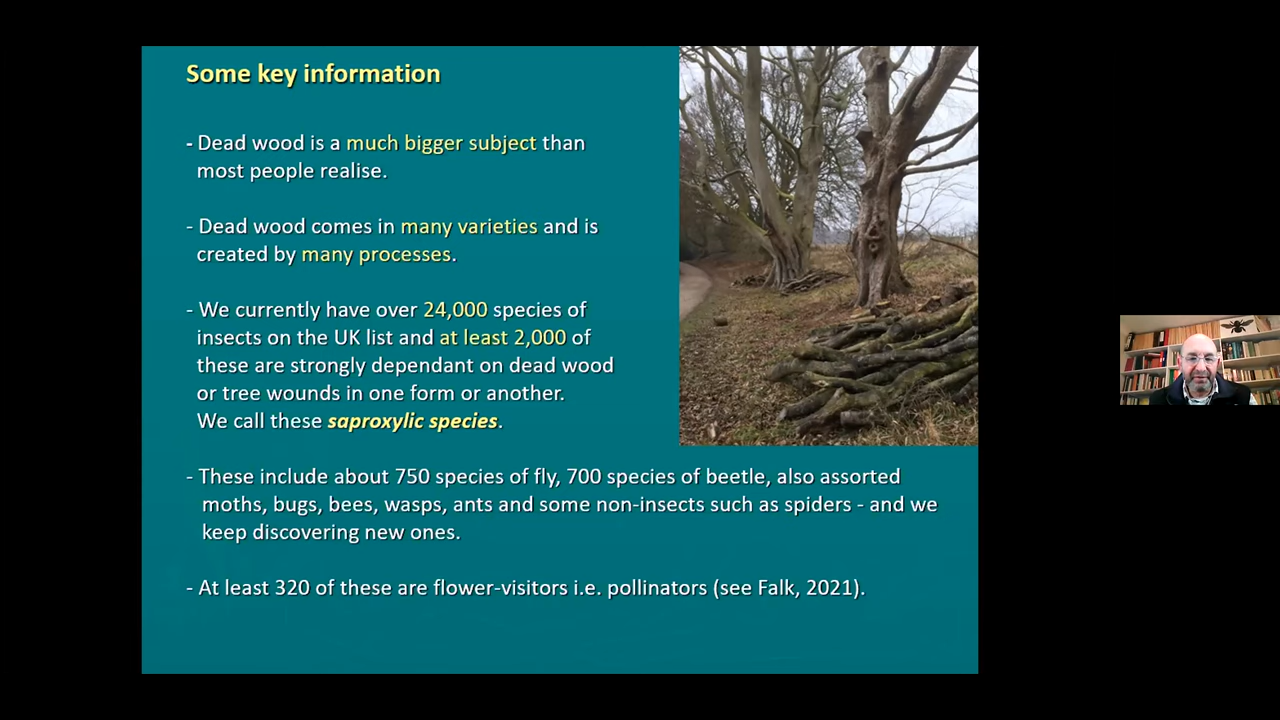 Some key information
- Dead wood is a much bigger subject than
most people realise.
- Dead wood comes in many varieties and is
created by many processes.
- We currently have over 24,000 species of
insects on the UK list and at least 2,000 of
these are strongly dependant on dead wood
or tree wounds in one form or another.
We call these saproxylic species.
- These include about 750 species of fly, 700 species of beetle, also assorted
moths, bugs, bees, wasps, ants and some non-insects such as spiders - and we
keep discovering new ones.
- At least 320 of these are flower-visitors i.e. pollinators (see Falk, 2021).